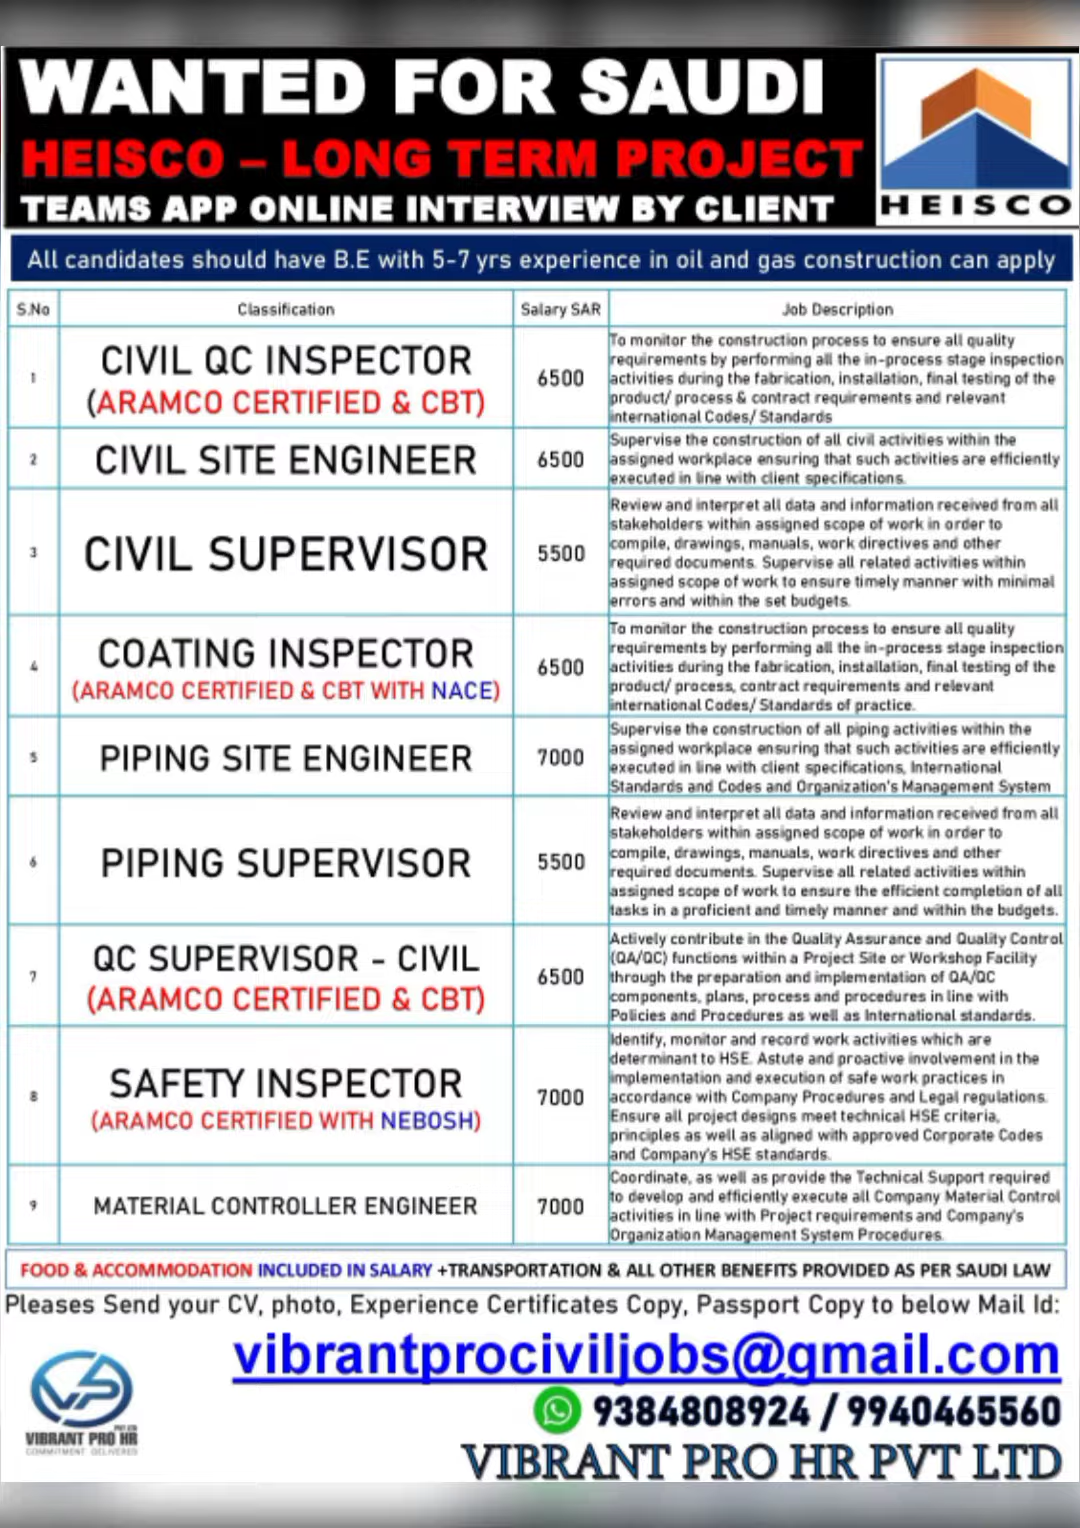 WANTED FOR SAUDI
HEISCO – LONG TERM PROJECT
TEAMS APP ONLINE INTERVIEW BY CLIENT
HEISCO
All candidates should have B.E with 5-7 yrs experience in oil and gas construction can apply
S.No Classification Salary SAR Job Description
1
CIVIL QC INSPECTOR
(ARAMCO CERTIFIED & CBT)
6500
To monitor the construction process to ensure all quality
requirements by performing all the in-process stage inspection
activities during the fabrication, installation, final testing of the
product/ process & contract requirements and relevant
international Codes/ Standards
2
CIVIL SITE ENGINEER
6500
Supervise the construction of all civil activities within the
assigned workplace ensuring that such activities are efficiently
executed in line with client specifications.
3
CIVIL SUPERVISOR
5500
Review and interpret all data and information received from all
stakeholders within assigned scope of work in order to
compile, drawings, manuals, work directives and other
required documents. Supervise all related activities within
assigned scope of work to ensure timely manner with minimal
errors and within the set budgets.
4
COATING INSPECTOR
(ARAMCO CERTIFIED & CBT WITH NACE)
6500
To monitor the construction process to ensure all quality
requirements by performing all the in-process stage inspection
activities during the fabrication, installation, final testing of the
product/ process, contract requirements and relevant
international Codes/ Standards of practice.
5
PIPING SITE ENGINEER
7000
Supervise the construction of all piping activities within the
assigned workplace ensuring that such activities are efficiently
executed in line with client specifications, International
Standards and Codes and Organization's Management System
6
PIPING SUPERVISOR
5500
Review and interpret all data and information received from all
stakeholders within assigned scope of work in order to
compile, drawings, manuals, work directives and other
required documents. Supervise all related activities within
assigned scope of work to ensure the efficient completion of all
tasks in a proficient and timely manner and within the budgets.
7
QC SUPERVISOR - CIVIL
(ARAMCO CERTIFIED & CBT)
6500
Actively contribute in the Quality Assurance and Quality Control
(QA/QC) functions within a Project Site or Workshop Facility
through the preparation and implementation of QA/QC
components, plans, process and procedures in line with
Policies and Procedures as well as International standards.
8
SAFETY INSPECTOR
(ARAMCO CERTIFIED WITH NEBOSH)
7000
Identify, monitor and record work activities which are
determinant to HSE. Astute and proactive involvement in the
implementation and execution of safe work practices in
accordance with Company Procedures and Legal regulations.
Ensure all project designs meet technical HSE criteria,
principles as well as aligned with approved Corporate Codes
and Company's HSE standards.
9
MATERIAL CONTROLLER ENGINEER
7000
Coordinate, as well as provide the Technical Support required
to develop and efficiently execute all Company Material Control
activities in line with Project requirements and Company's
Organization Management System Procedures.
FOOD & ACCOMMODATION INCLUDED IN SALARY +TRANSPORTATION & ALL OTHER BENEFITS PROVIDED AS PER SAUDI LAW
Pleases Send your CV, photo, Experience Certificates Copy, Passport Copy to below Mail Id:
vibrantprociviljobs@gmail.com
9384808924 / 9940465560
VIBRANT PRO HR PVT LTD
PVT LTD
VIBRANT PRO HR
COMMITMENT DELIVERED